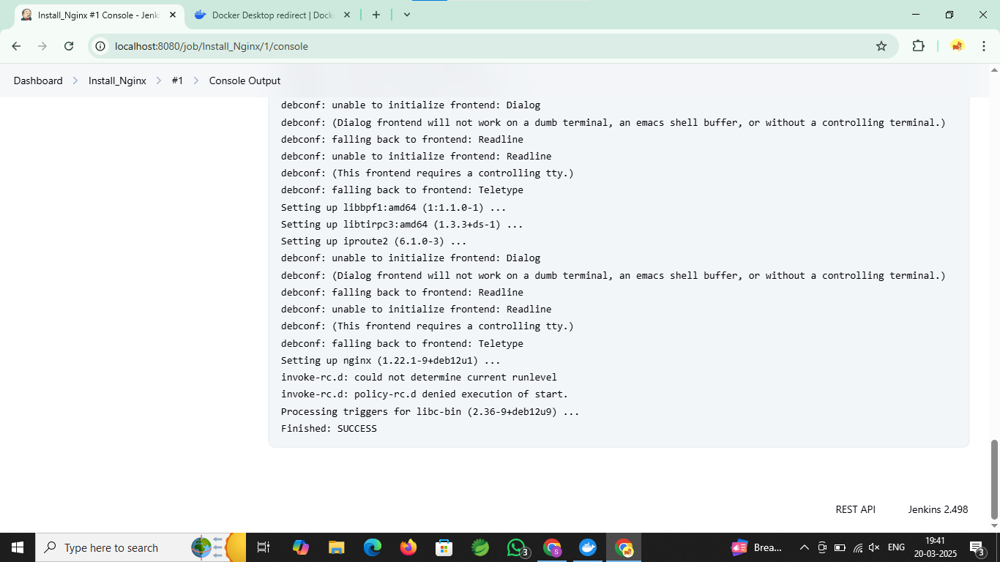 Install_Nginx #1 Console - Jenki
Docker Desktop redirect | Docke
localhost:8080/job/Install_Nginx/1/console
Dashboard Install_Nginx #1 Console Output
debconf: unable to initialize frontend: Dialog
debconf: (Dialog frontend will not work on a dumb terminal, an emacs shell buffer, or without a controlling terminal.)
debconf: falling back to frontend: Readline
debconf: unable to initialize frontend: Readline
debconf: (This frontend requires a controlling tty.)
debconf: falling back to frontend: Teletype
Setting up libbpf1:amd64 (1:1.1.0-1) ...
Setting up libtirpc3:amd64 (1.3.3+ds-1) ...
Setting up iproute2 (6.1.0-3) ...
debconf: unable to initialize frontend: Dialog
debconf: (Dialog frontend will not work on a dumb terminal, an emacs shell buffer, or without a controlling terminal.)
debconf: falling back to frontend: Readline
debconf: unable to initialize frontend: Readline
debconf: (This frontend requires a controlling tty.)
debconf: falling back to frontend: Teletype
Setting up nginx (1.22.1-9+deb12u1) ...
invoke-rc.d: could not determine current runlevel
invoke-rc.d: policy-rc.d denied execution of start.
Processing triggers for libc-bin (2.36-9+deb12u9) ...
Finished: SUCCESS
REST API Jenkins 2.498
Type here to search
3
S
Brea...
ENG
19:41
20-03-2025
3